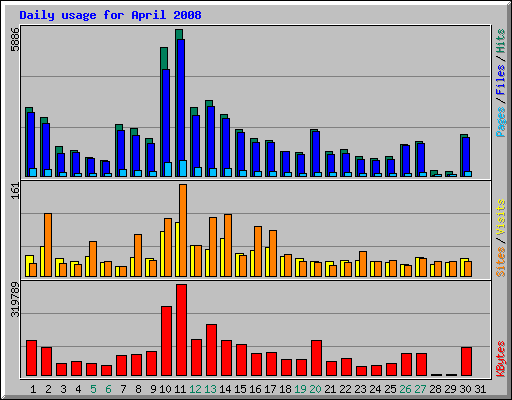 Daily usage for April 2008
5886
Pages / Files / Hits
161
Sites / Visits
319789
KBytes
1 2 3 4 5 6 7 8 9 10 11 12 13 14 15 16 17 18 19 20 21 22 23 24 25 26 27 28 29 30 31